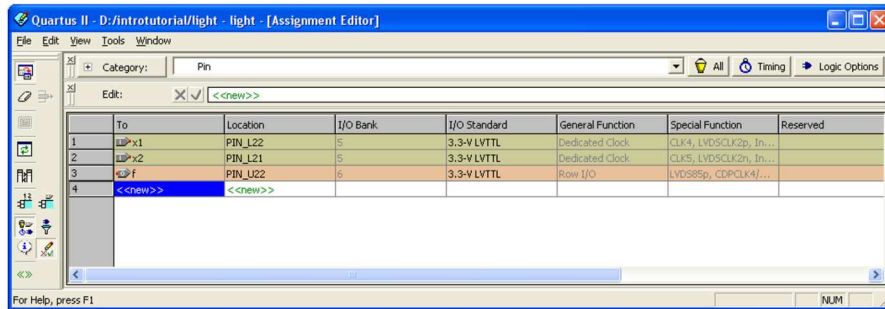 Quartus II - D:/introtutorial/light - light - [Assignment Editor]
File Edit View Tools Window
Category: Pin All Timing Logic Options
Edit: <<new>>
To Location I/O Bank I/O Standard General Function Special Function Reserved
1 x1 PIN_L22 5 3.3-V LVTTL Dedicated Clock CLK4, LVDSCLK2p, In...
2 x2 PIN_L21 5 3.3-V LVTTL Dedicated Clock CLK5, LVDSCLK2n, In...
3 f PIN_U22 6 3.3-V LVTTL Row I/O LVDS85p, CDPCLK4/...
4 <<new>> <<new>>
For Help, press F1 NUM